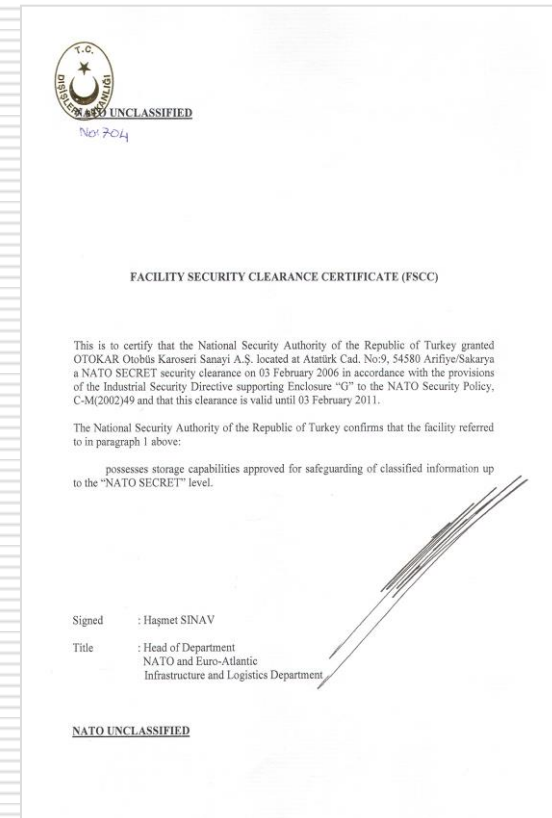 T.C.
DIŞİŞLERİ BAKANLIĞI
NATO UNCLASSIFIED
No: 704
FACILITY SECURITY CLEARANCE CERTIFICATE (FSCC)
This is to certify that the National Security Authority of the Republic of Turkey granted
OTOKAR Otobüs Karoseri Sanayi A.Ş. located at Atatürk Cad. No:9, 54580 Arifiye/Sakarya
a NATO SECRET security clearance on 03 February 2006 in accordance with the provisions
of the Industrial Security Directive supporting Enclosure “G” to the NATO Security Policy,
C-M(2002)49 and that this clearance is valid until 03 February 2011.
The National Security Authority of the Republic of Turkey confirms that the facility referred
to in paragraph 1 above:
possesses storage capabilities approved for safeguarding of classified information up
to the “NATO SECRET” level.
Signed : Haşmet SINAV
Title : Head of Department
NATO and Euro-Atlantic
Infrastructure and Logistics Department
NATO UNCLASSIFIED